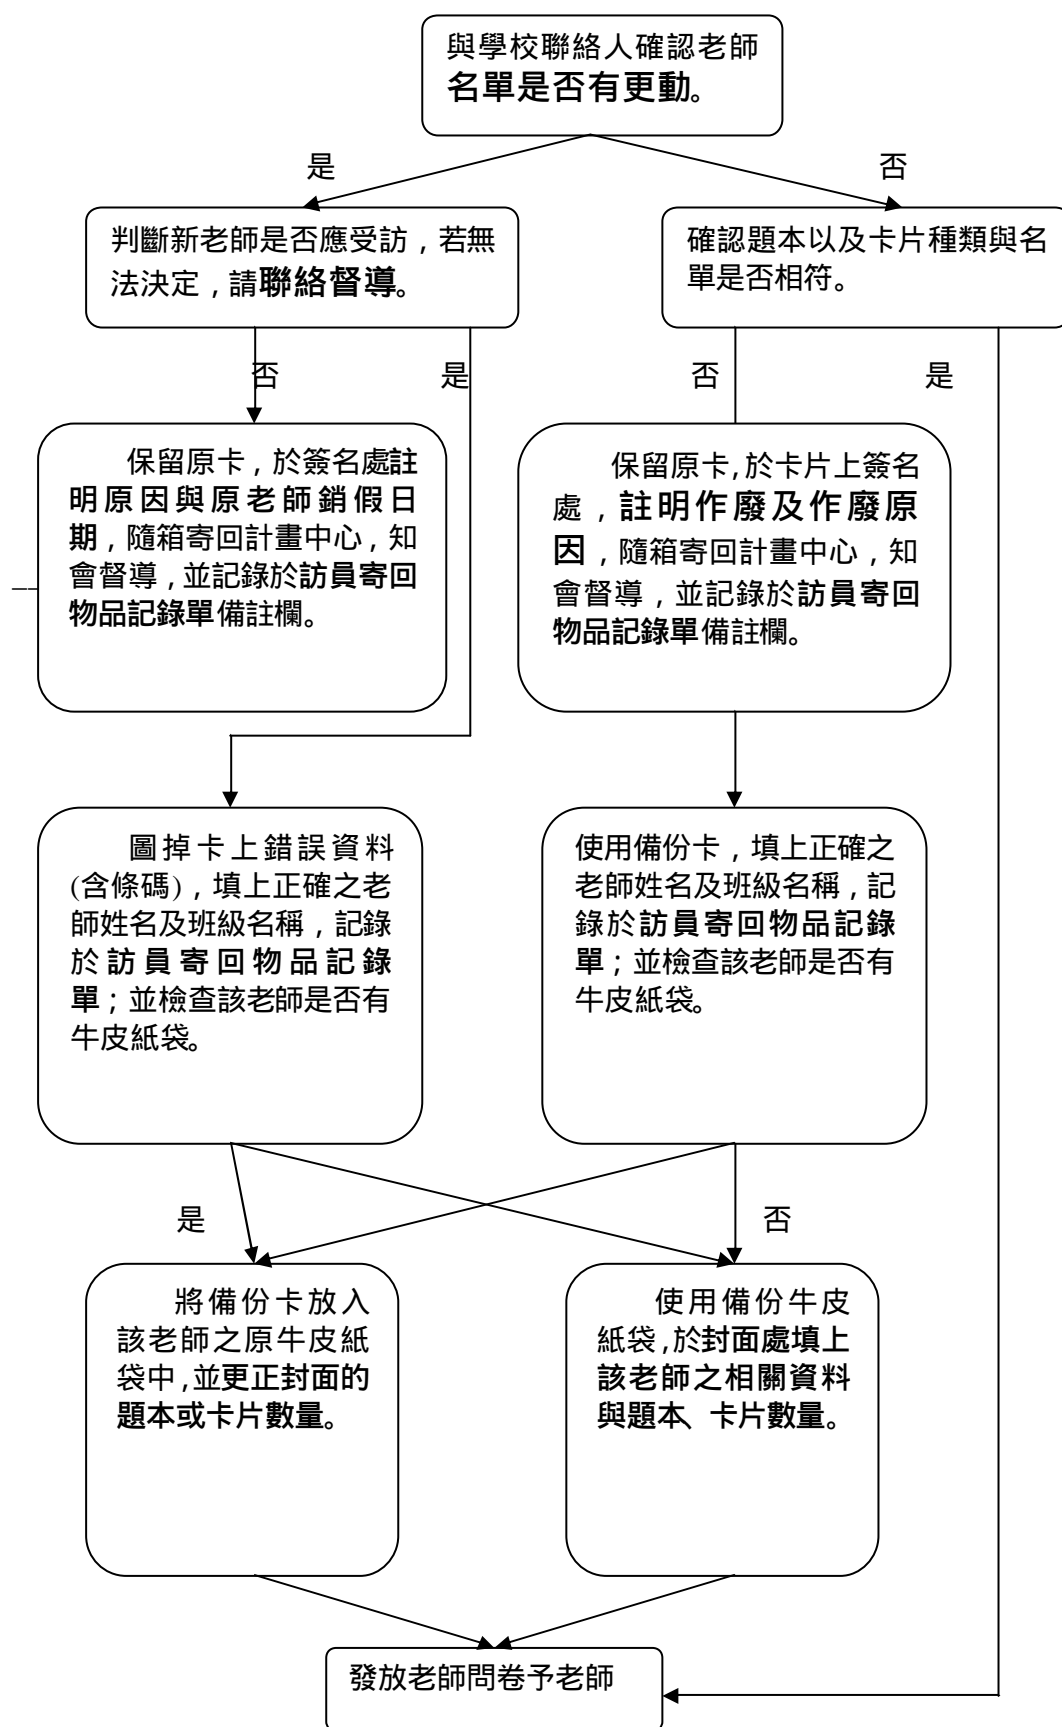 與學校聯絡人確認老師
名單是否有更動。
是
否
判斷新老師是否應受訪，若無
法決定，請聯絡督導。
確認題本以及卡片種類與名
單是否相符。
否
是
否
是
保留原卡，於簽名處註
明原因與原老師銷假日
期，隨箱寄回計畫中心，知
會督導，並記錄於訪員寄回
物品記錄單備註欄。
保留原卡，於卡片上簽名
處，註明作廢及作廢原
因，隨箱寄回計畫中心，知
會督導，並記錄於訪員寄回
物品記錄單備註欄。
圖掉卡上錯誤資料
(含條碼)，填上正確之老
師姓名及班級名稱，記錄
於訪員寄回物品記錄
單；並檢查該老師是否有
牛皮紙袋。
使用備份卡，填上正確之
老師姓名及班級名稱，記
錄於訪員寄回物品記錄
單；並檢查該老師是否有
牛皮紙袋。
是
否
將備份卡放入
該老師之原牛皮紙
袋中，並更正封面的
題本或卡片數量。
使用備份牛皮
紙袋，於封面處填上
該老師之相關資料
與題本、卡片數量。
發放老師問卷予老師